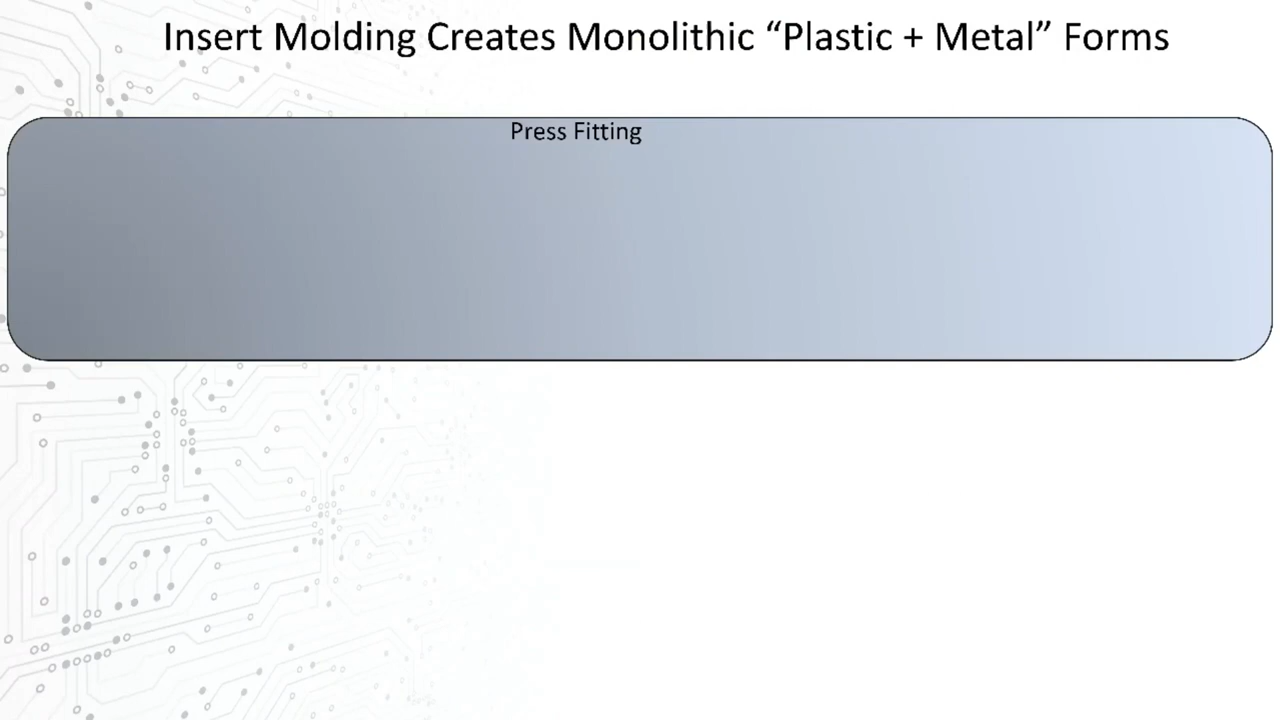 Insert Molding Creates Monolithic “Plastic + Metal” Forms
Press Fitting